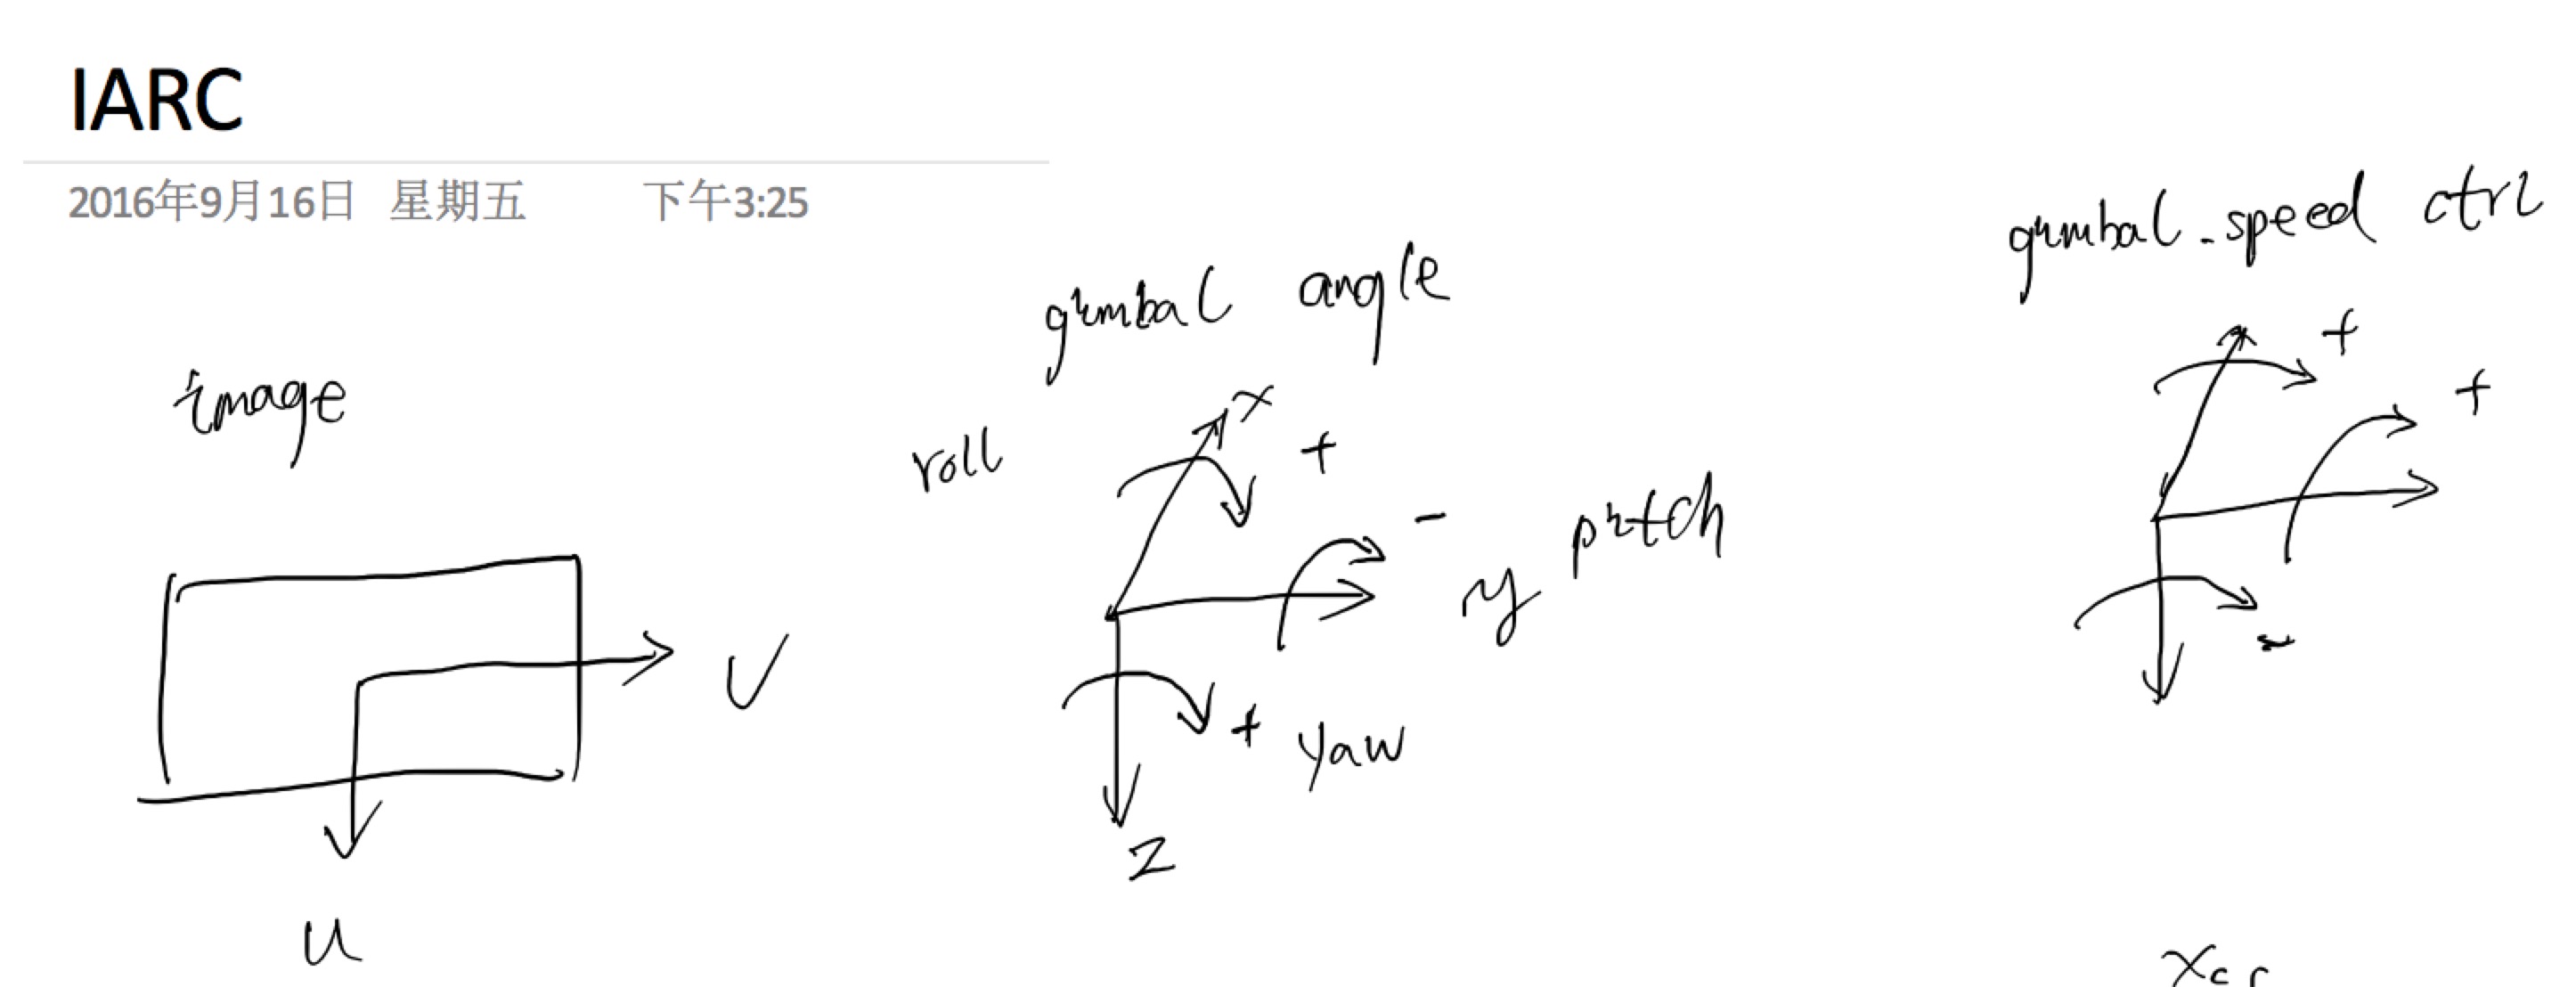 IARC
2016年9月16日 星期五 下午3:25
gimbal_speed ctrl
gimbal angle
image
+
+
x
roll
+
-
y pitch
V
-
+ yaw
z
u